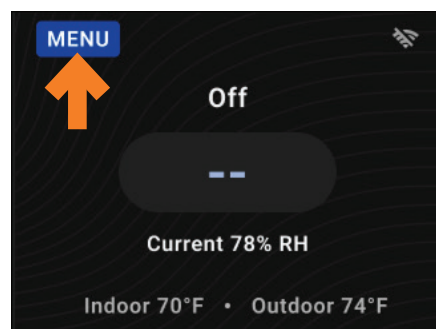 MENU
Off
--
Current 78% RH
Indoor 70°F • Outdoor 74°F